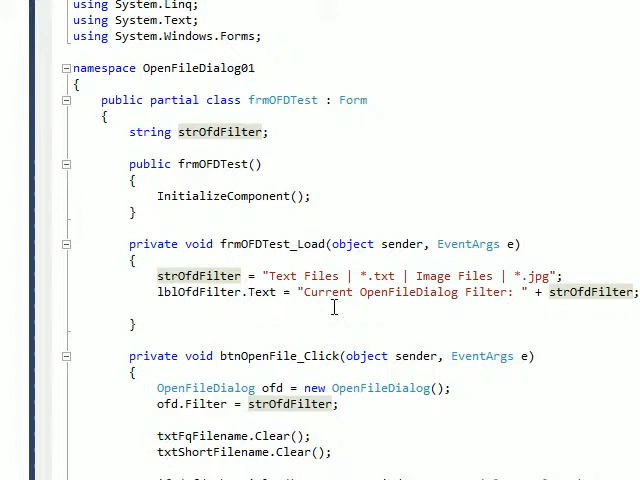 using System.Linq;
using System.Text;
using System.Windows.Forms;
namespace OpenFileDialog01
{
public partial class frmOFDTest : Form
{
string strOfdFilter;
public frmOFDTest()
{
InitializeComponent();
}
private void frmOFDTest_Load(object sender, EventArgs e)
{
strOfdFilter = "Text Files | *.txt | Image Files | *.jpg";
lblOfdFilter.Text = "Current OpenFileDialog Filter: " + strOfdFilter;
}
private void btnOpenFile_Click(object sender, EventArgs e)
{
OpenFileDialog ofd = new OpenFileDialog();
ofd.Filter = strOfdFilter;
txtFqFilename.Clear();
txtShortFilename.Clear();